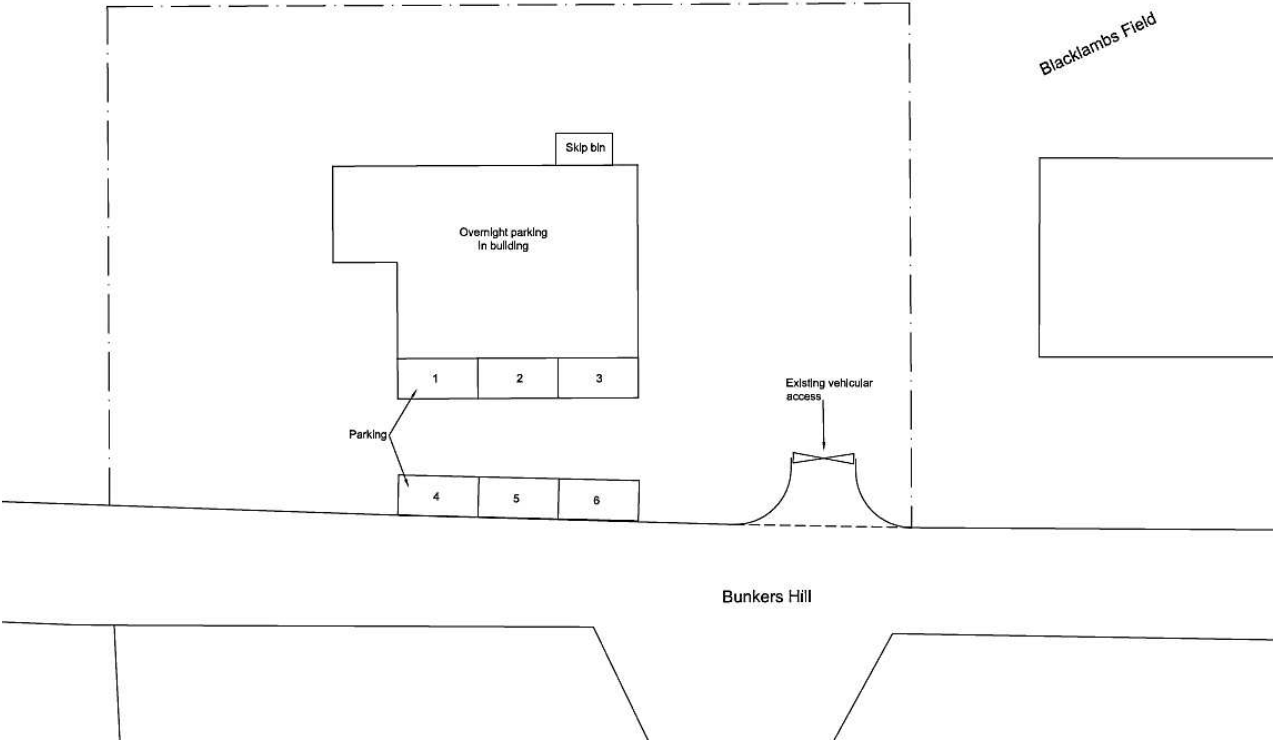 Blacklambs Field
Skip bin
Overnight parking
in building
1
2
3
Existing vehicular
access
Parking
4
5
6
Bunkers Hill